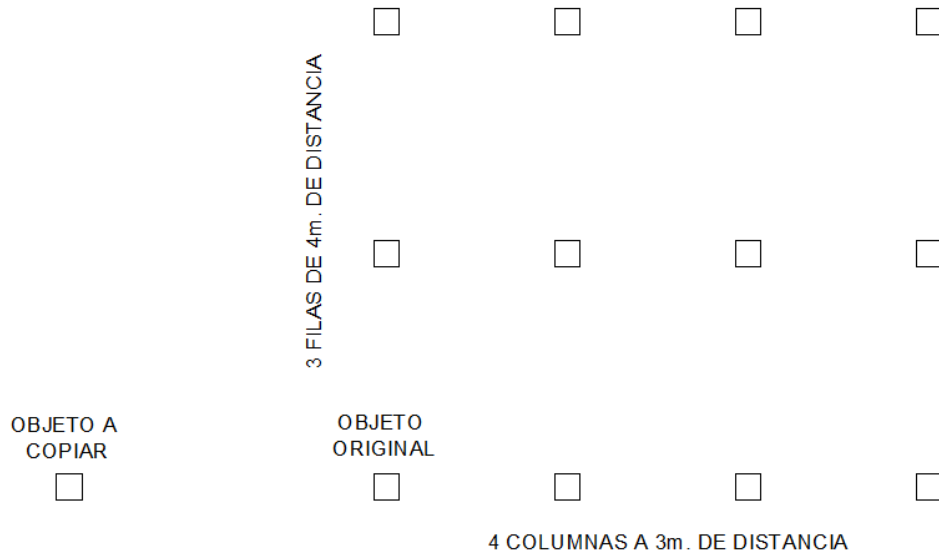 3 FILAS DE 4m. DE DISTANCIA
OBJETO A
COPIAR
OBJETO
ORIGINAL
4 COLUMNAS A 3m. DE DISTANCIA